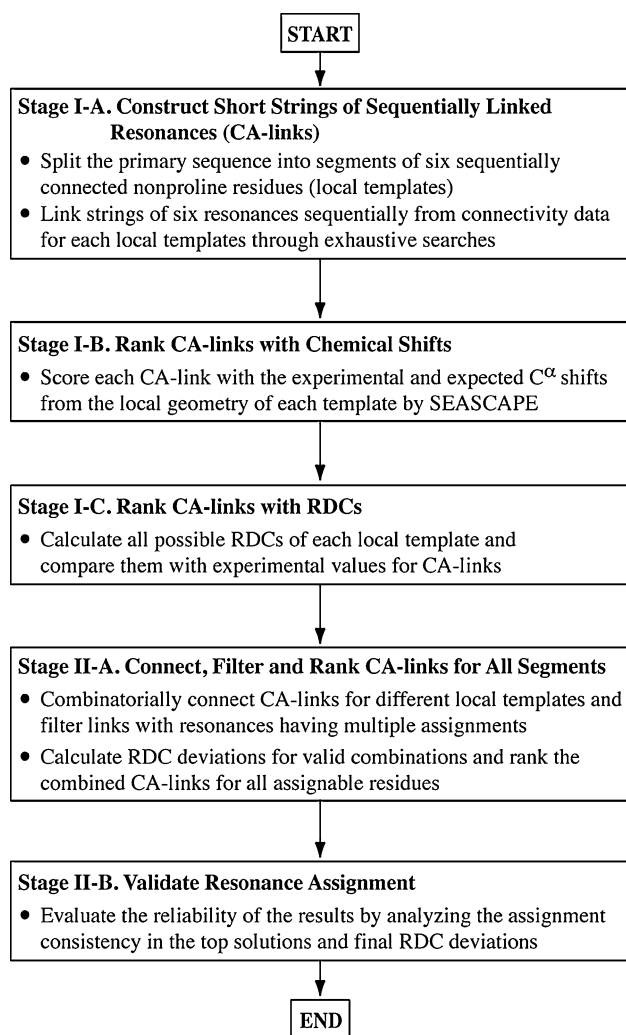 START
Stage I-A. Construct Short Strings of Sequentially Linked
Resonances (CA-links)
• Split the primary sequence into segments of six sequentially
connected nonproline residues (local templates)
• Link strings of six resonances sequentially from connectivity data
for each local templates through exhaustive searches
Stage I-B. Rank CA-links with Chemical Shifts
• Score each CA-link with the experimental and expected Cα shifts
from the local geometry of each template by SEASCAPE
Stage I-C. Rank CA-links with RDCs
• Calculate all possible RDCs of each local template and
compare them with experimental values for CA-links
Stage II-A. Connect, Filter and Rank CA-links for All Segments
• Combinatorially connect CA-links for different local templates and
filter links with resonances having multiple assignments
• Calculate RDC deviations for valid combinations and rank the
combined CA-links for all assignable residues
Stage II-B. Validate Resonance Assignment
• Evaluate the reliability of the results by analyzing the assignment
consistency in the top solutions and final RDC deviations
END